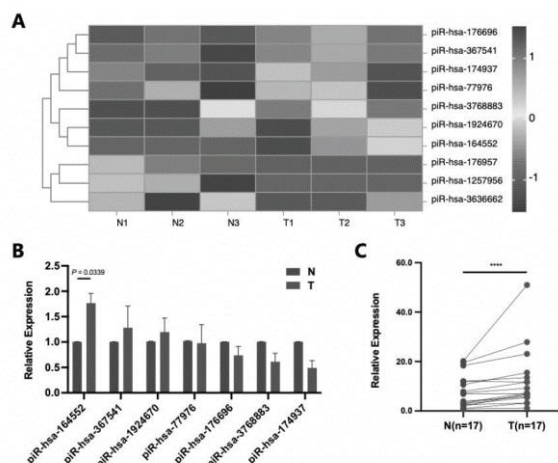 A
piR-hsa-176696
piR-hsa-367541
piR-hsa-174937
piR-hsa-77976
piR-hsa-3768883
piR-hsa-1924670
piR-hsa-164552
piR-hsa-176957
piR-hsa-1257956
piR-hsa-3636662
1
0
-1
N1 N2 N3 T1 T2 T3
B
Relative Expression
2.5
2.0
1.5
1.0
0.5
0.0
P = 0.0339
N
T
piR-hsa-164552
piR-hsa-367541
piR-hsa-1924670
piR-hsa-77976
piR-hsa-176696
piR-hsa-3768883
piR-hsa-174937
C
Relative Expression
60.0
40.0
20.0
0.0
****
N(n=17) T(n=17)